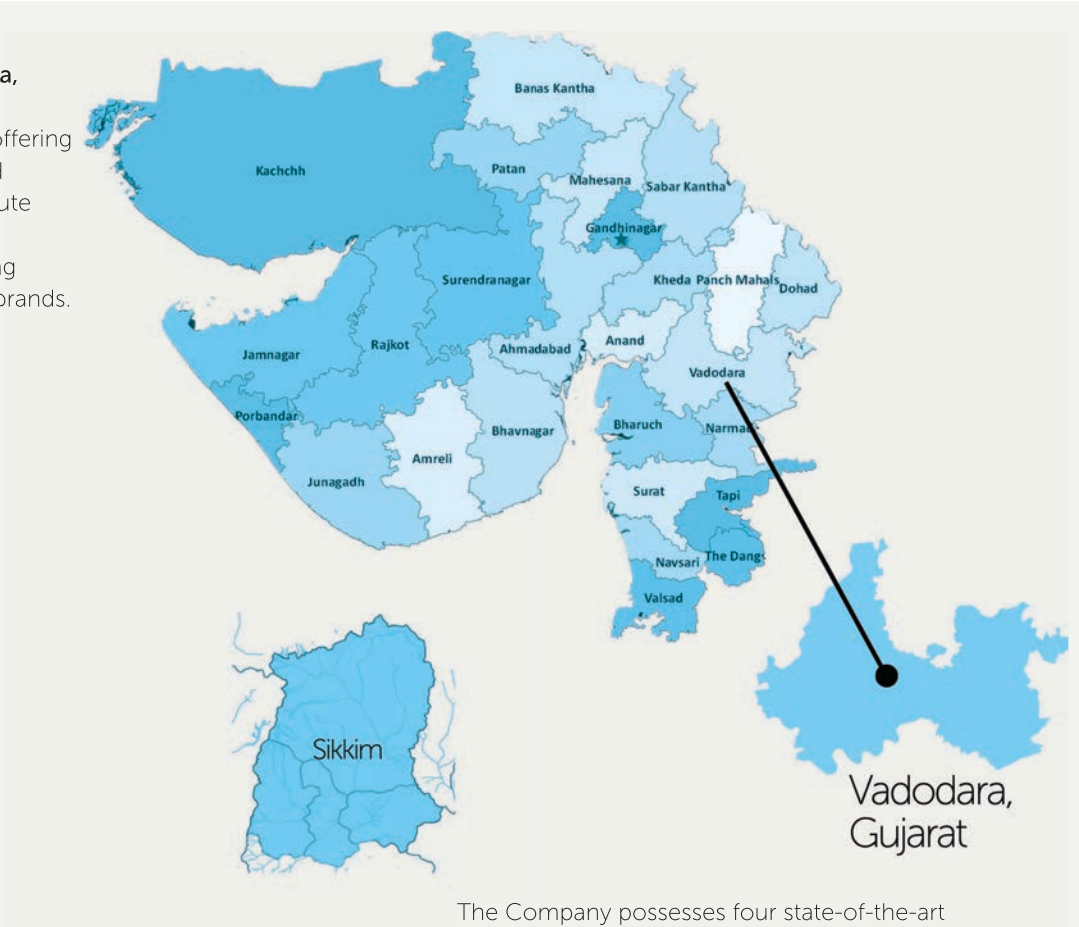 a,
offering
ute
g
brands.
Banas Kantha
Kachchh
Patan
Mahesana
Sabar Kantha
Gandhinagar
Surendranagar
Kheda
Panch Mahals
Dohad
Jamnagar
Rajkot
Ahmadabad
Anand
Vadodara
Porbandar
Bharuch
Narmad
Bhavnagar
Amreli
Junagadh
Surat
Tapi
Navsari
The Dangs
Valsad
Sikkim
Vadodara,
Gujarat
The Company possesses four state-of-the-art